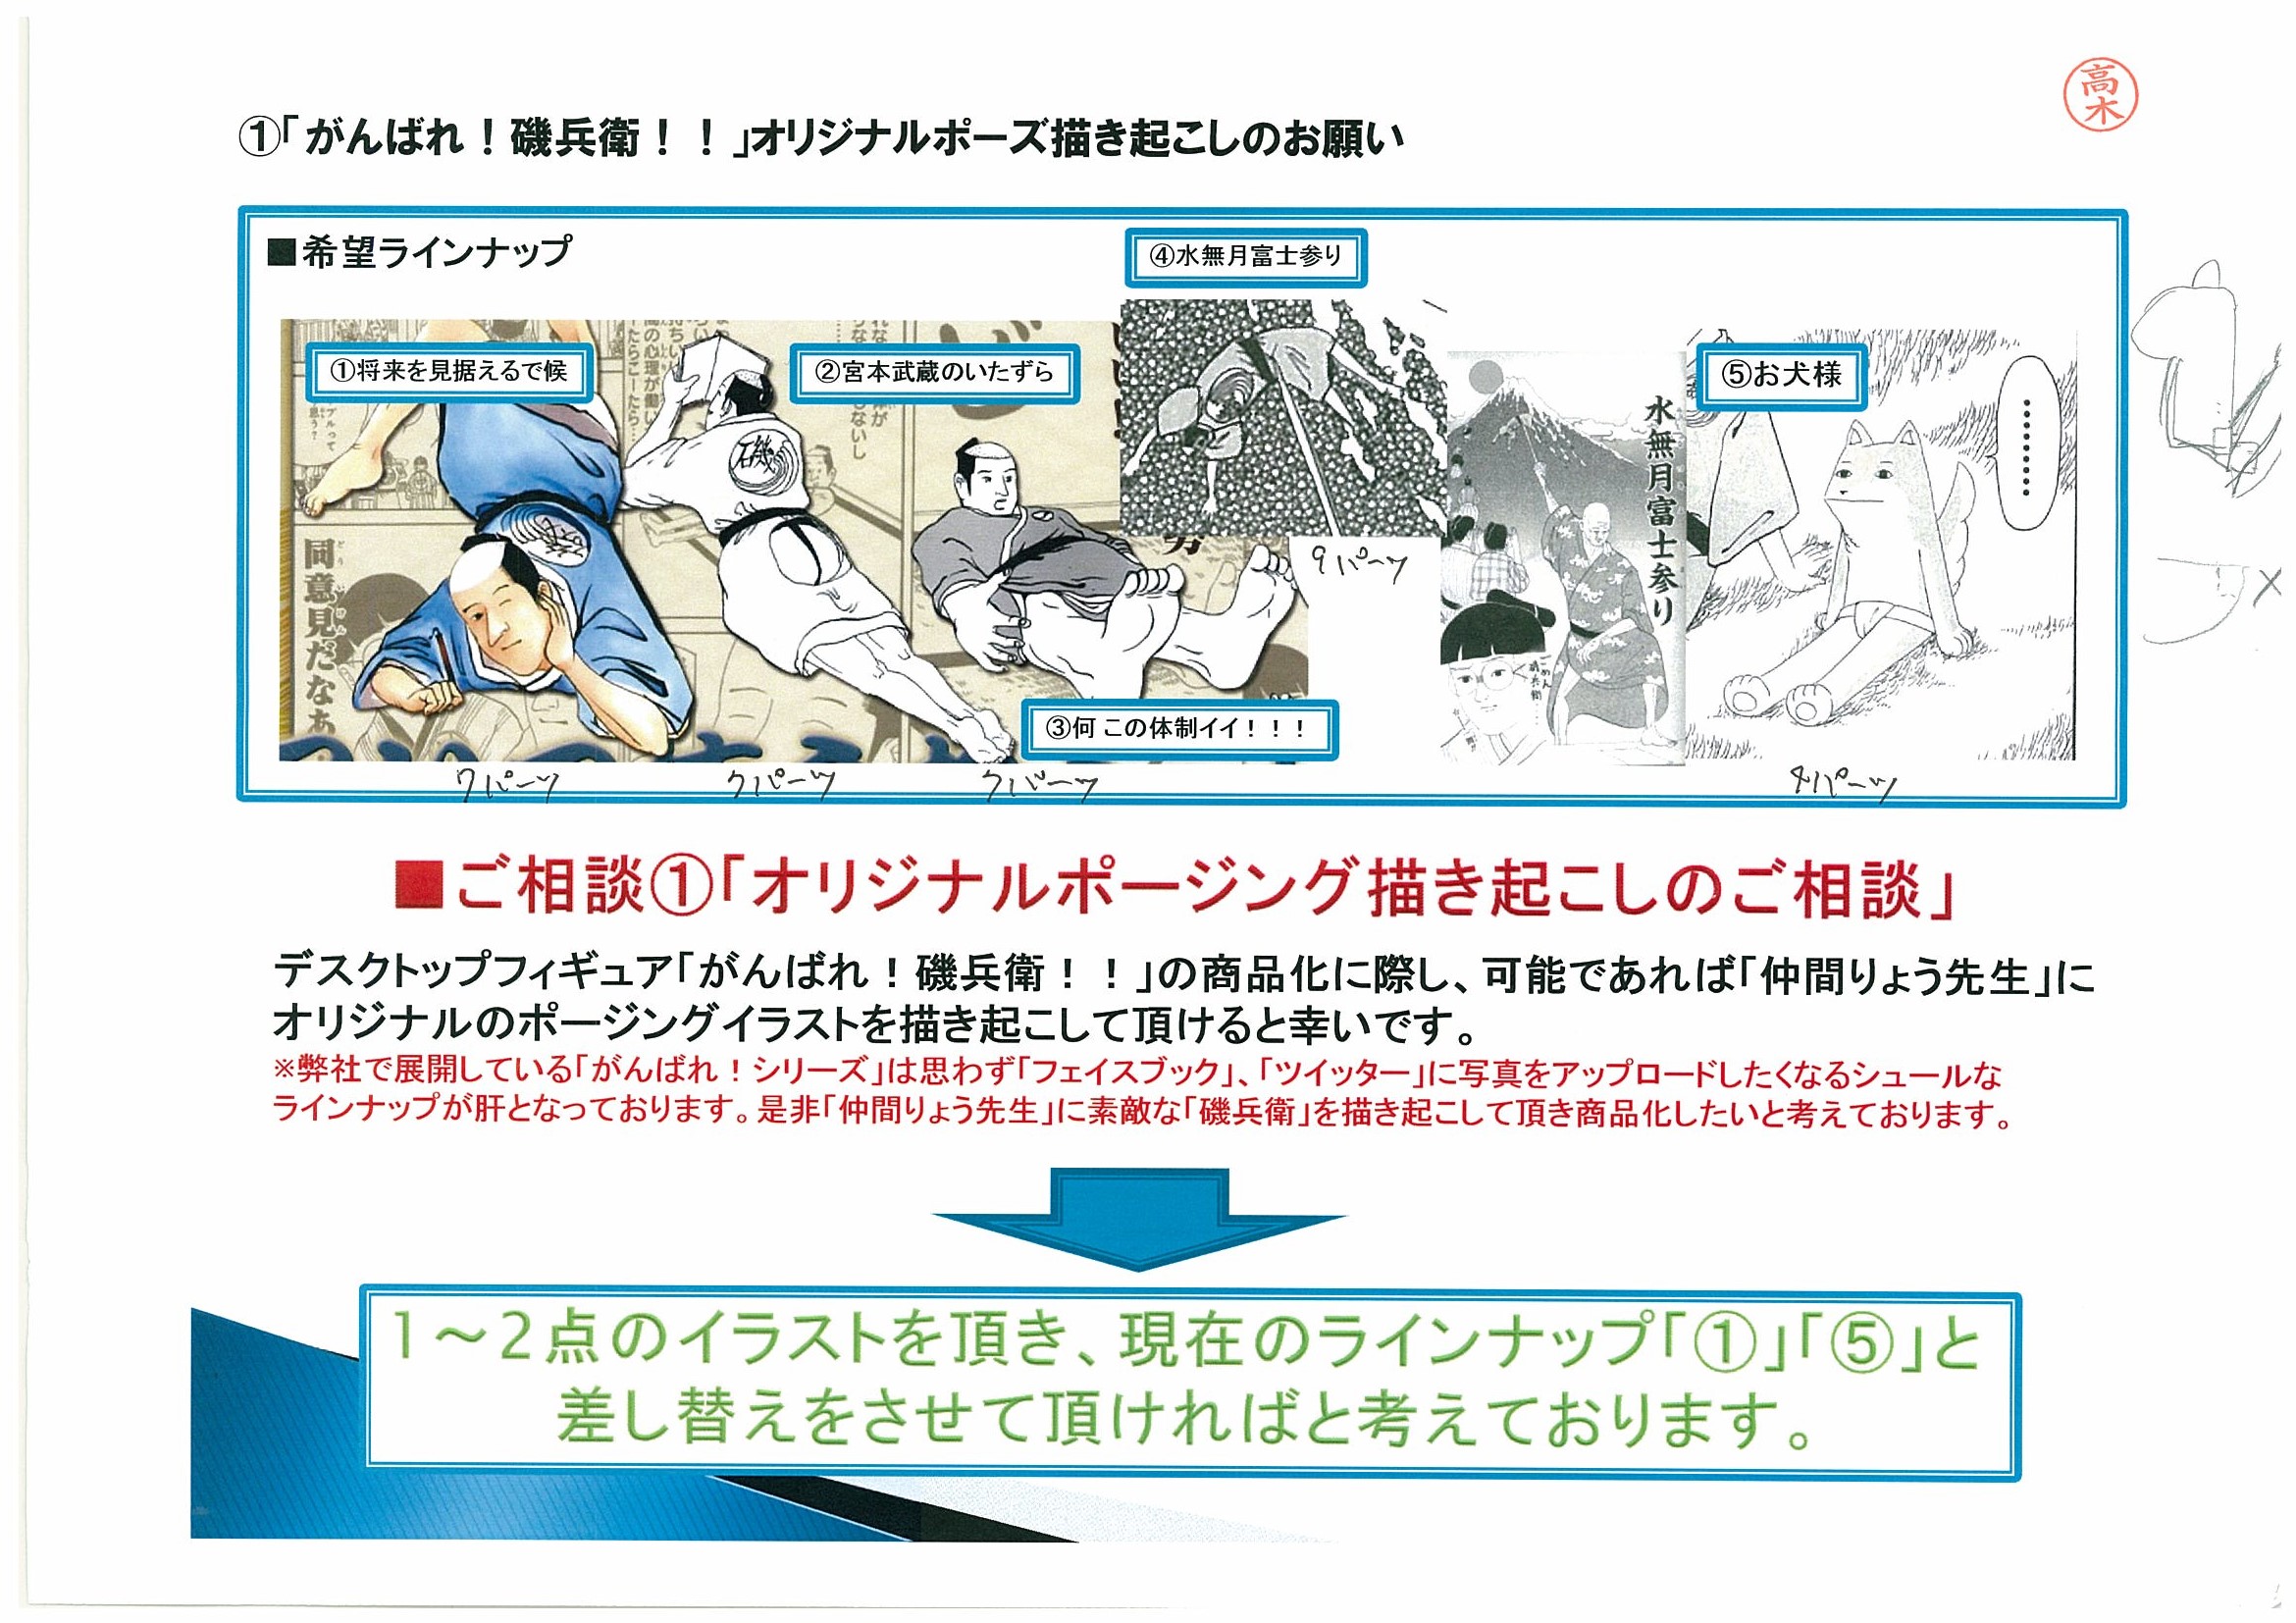 高木
①「がんばれ！磯兵衛！！」オリジナルポーズ描き起こしのお願い
■希望ラインナップ
④水無月富士参り
①将来を見据えるで候
②宮本武蔵のいたずら
⑤お犬様
磯
同意見だなぁ
水無月富士参り
ごめん
磯兵衛
………
9パーツ
③何 この体制イイ！！！
7パーツ
7パーツ
7パーツ
4パーツ
■ご相談①「オリジナルポージング描き起こしのご相談」
デスクトップフィギュア「がんばれ！磯兵衛！！」の商品化に際し、可能であれば「仲間りょう先生」に
オリジナルのポージングイラストを描き起こして頂けると幸いです。
※弊社で展開している「がんばれ！シリーズ」は思わず「フェイスブック」、「ツイッター」に写真をアップロードしたくなるシュールな
ラインナップが肝となっております。是非「仲間りょう先生」に素敵な「磯兵衛」を描き起こして頂き商品化したいと考えております。
1～2点のイラストを頂き、現在のラインナップ「①」「⑤」と
差し替えをさせて頂ければと考えております。